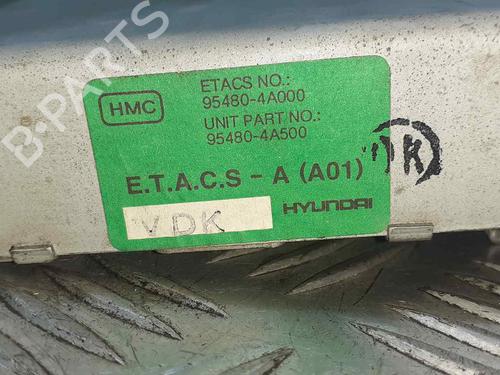 HMC
ETACS NO.:
95480-4A000
UNIT PART NO.:
95480-4A500
E.T.A.C.S - A (A01)
VDK
HYUNDAI
B-PARTS